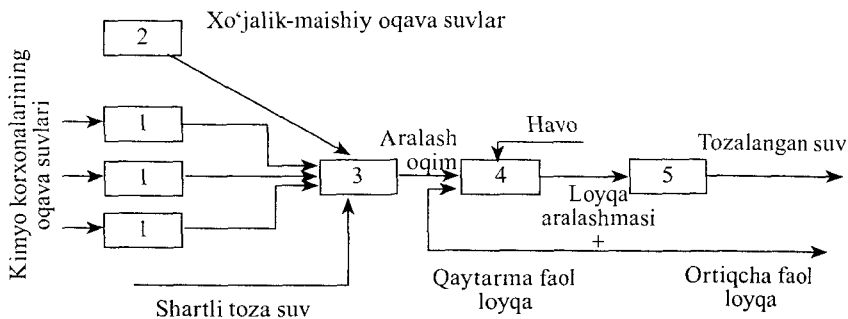 Xo‘jalik-maishiy oqava suvlar
2
Kimyo korxonalarining
oqava suvlari
1
1
1
3
Aralash
oqim
Havo
4
Loyqa
aralashmasi
+
5
Tozalangan suv
Shartli toza suv
Qaytarma faol
loyqa
Ortiqcha faol
loyqa